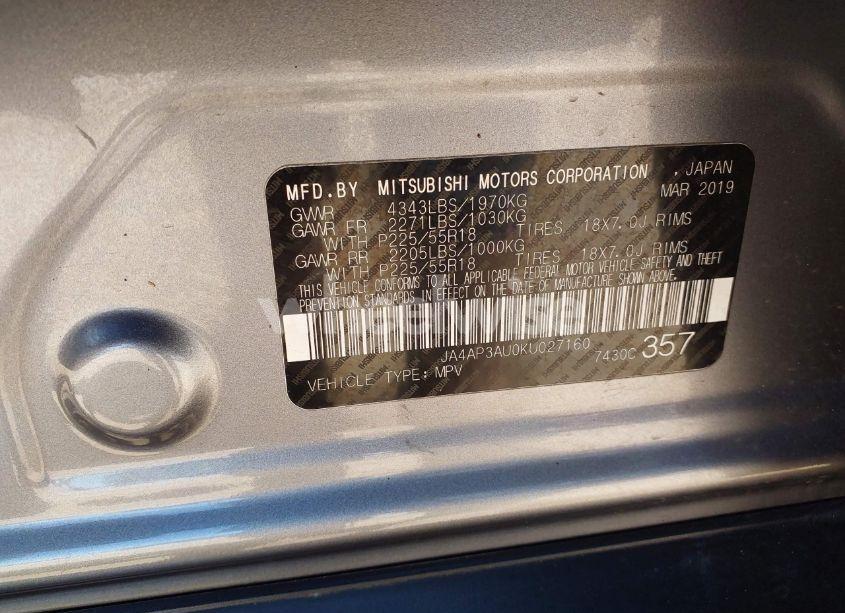 MFD.BY MITSUBISHI MOTORS CORPORATION , JAPAN
MAR 2019
GVWR 4343LBS/1970KG
GAWR FR 2271LBS/1030KG
WITH P225/55R18 TIRES, 18X7.0J RIMS
GAWR RR 2205LBS/1000KG
WITH P225/55R18 TIRES, 18X7.0J RIMS
THIS VEHICLE CONFORMS TO ALL APPLICABLE FEDERAL MOTOR VEHICLE SAFETY AND THEFT
PREVENTION STANDARDS IN EFFECT ON THE DATE OF MANUFACTURE SHOWN ABOVE.
JA4AP3AU0KU027160 7430C 357
VEHICLE TYPE: MPV